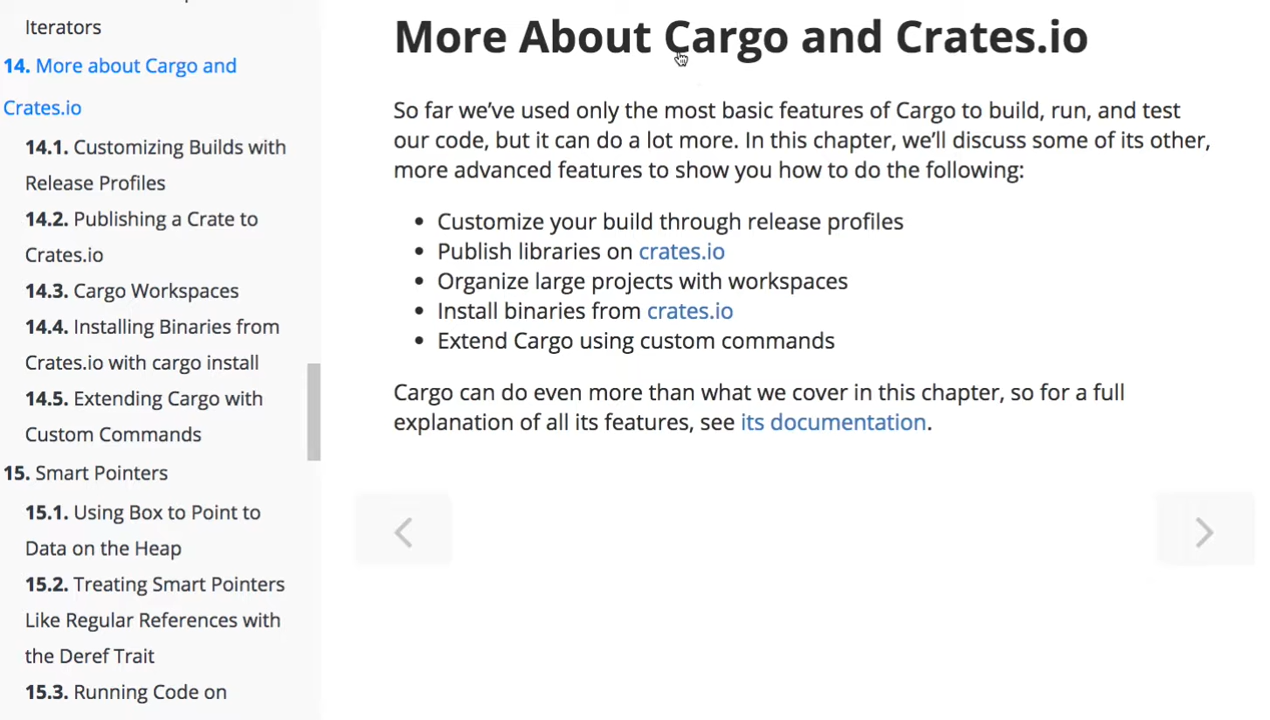 Iterators
14. More about Cargo and
Crates.io
14.1. Customizing Builds with
Release Profiles
14.2. Publishing a Crate to
Crates.io
14.3. Cargo Workspaces
14.4. Installing Binaries from
Crates.io with cargo install
14.5. Extending Cargo with
Custom Commands
15. Smart Pointers
15.1. Using Box to Point to
Data on the Heap
15.2. Treating Smart Pointers
Like Regular References with
the Deref Trait
15.3. Running Code on
More About Cargo and Crates.io
So far we’ve used only the most basic features of Cargo to build, run, and test
our code, but it can do a lot more. In this chapter, we’ll discuss some of its other,
more advanced features to show you how to do the following:
• Customize your build through release profiles
• Publish libraries on crates.io
• Organize large projects with workspaces
• Install binaries from crates.io
• Extend Cargo using custom commands
Cargo can do even more than what we cover in this chapter, so for a full
explanation of all its features, see its documentation.